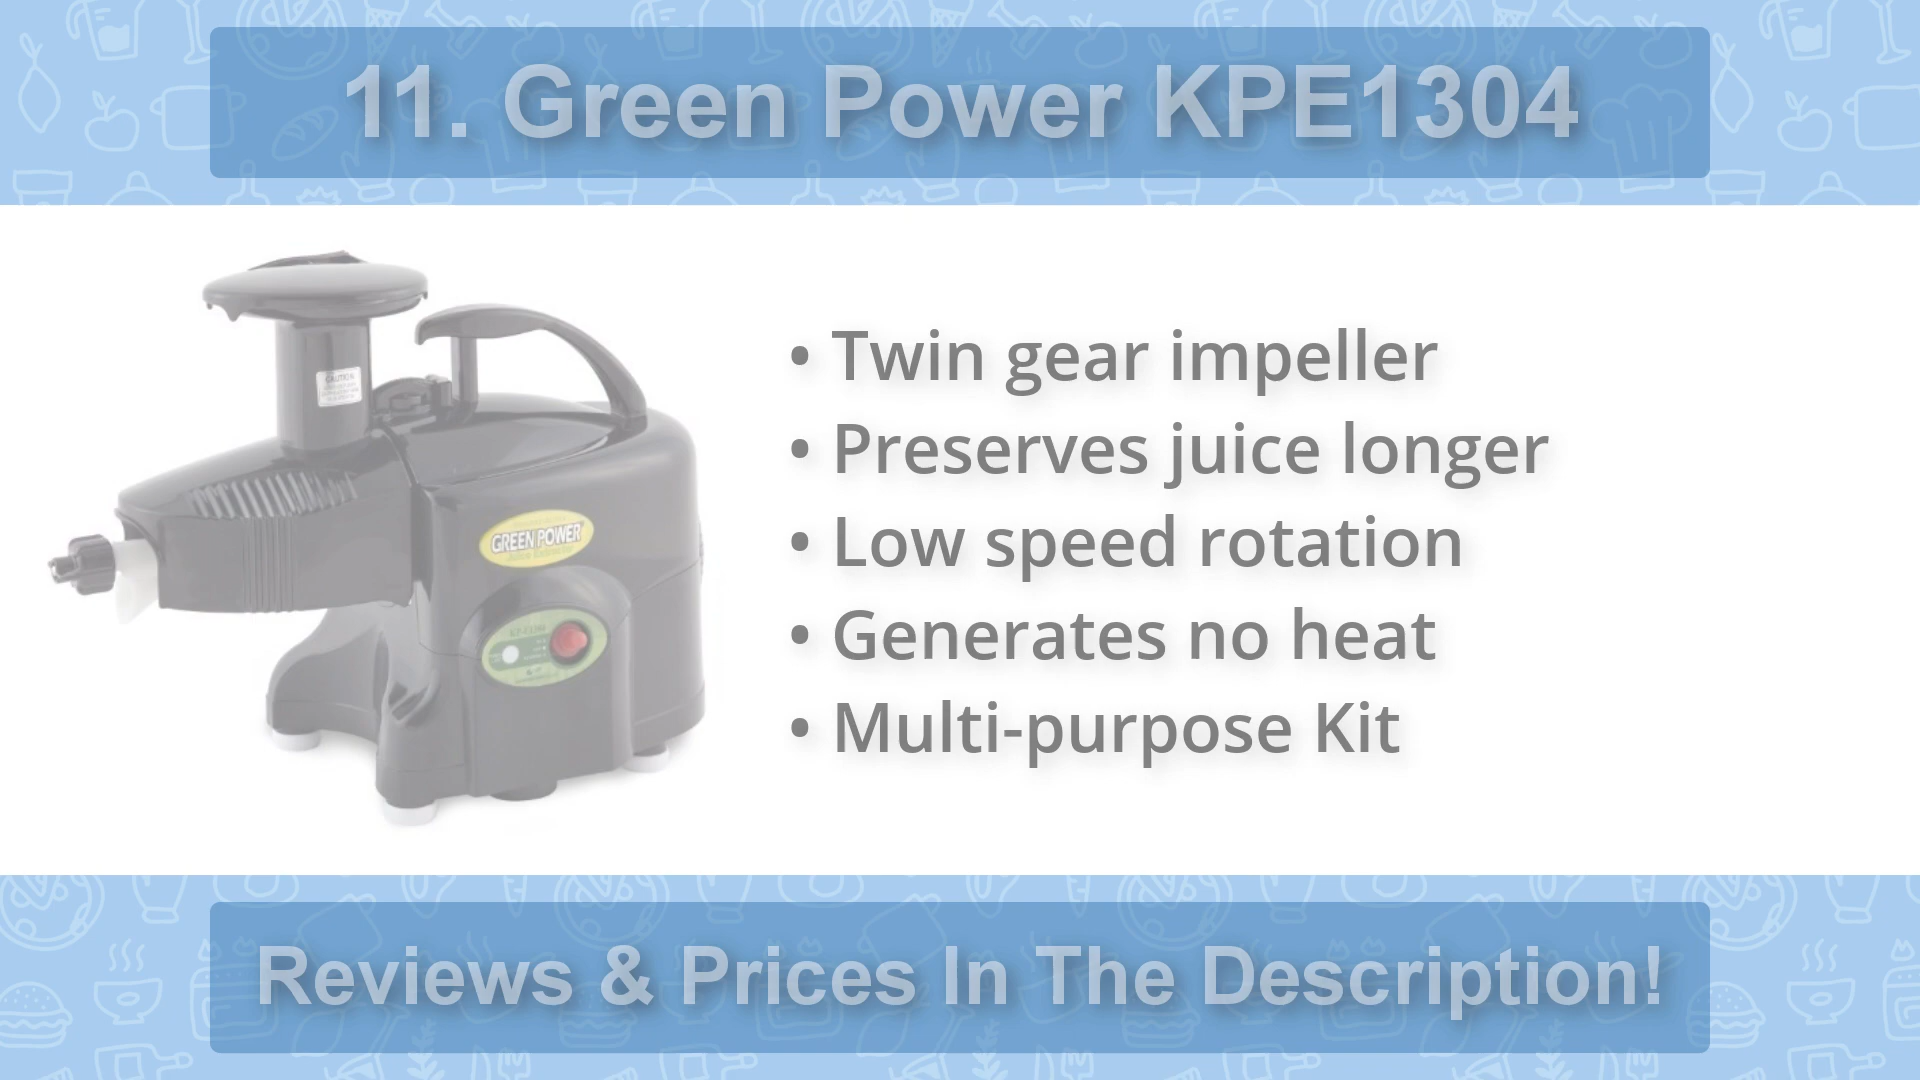 11. Green Power KPE1304
CAUTION
GREEN POWER
• Twin gear impeller
• Preserves juice longer
• Low speed rotation
• Generates no heat
• Multi-purpose Kit
Reviews & Prices In The Description!